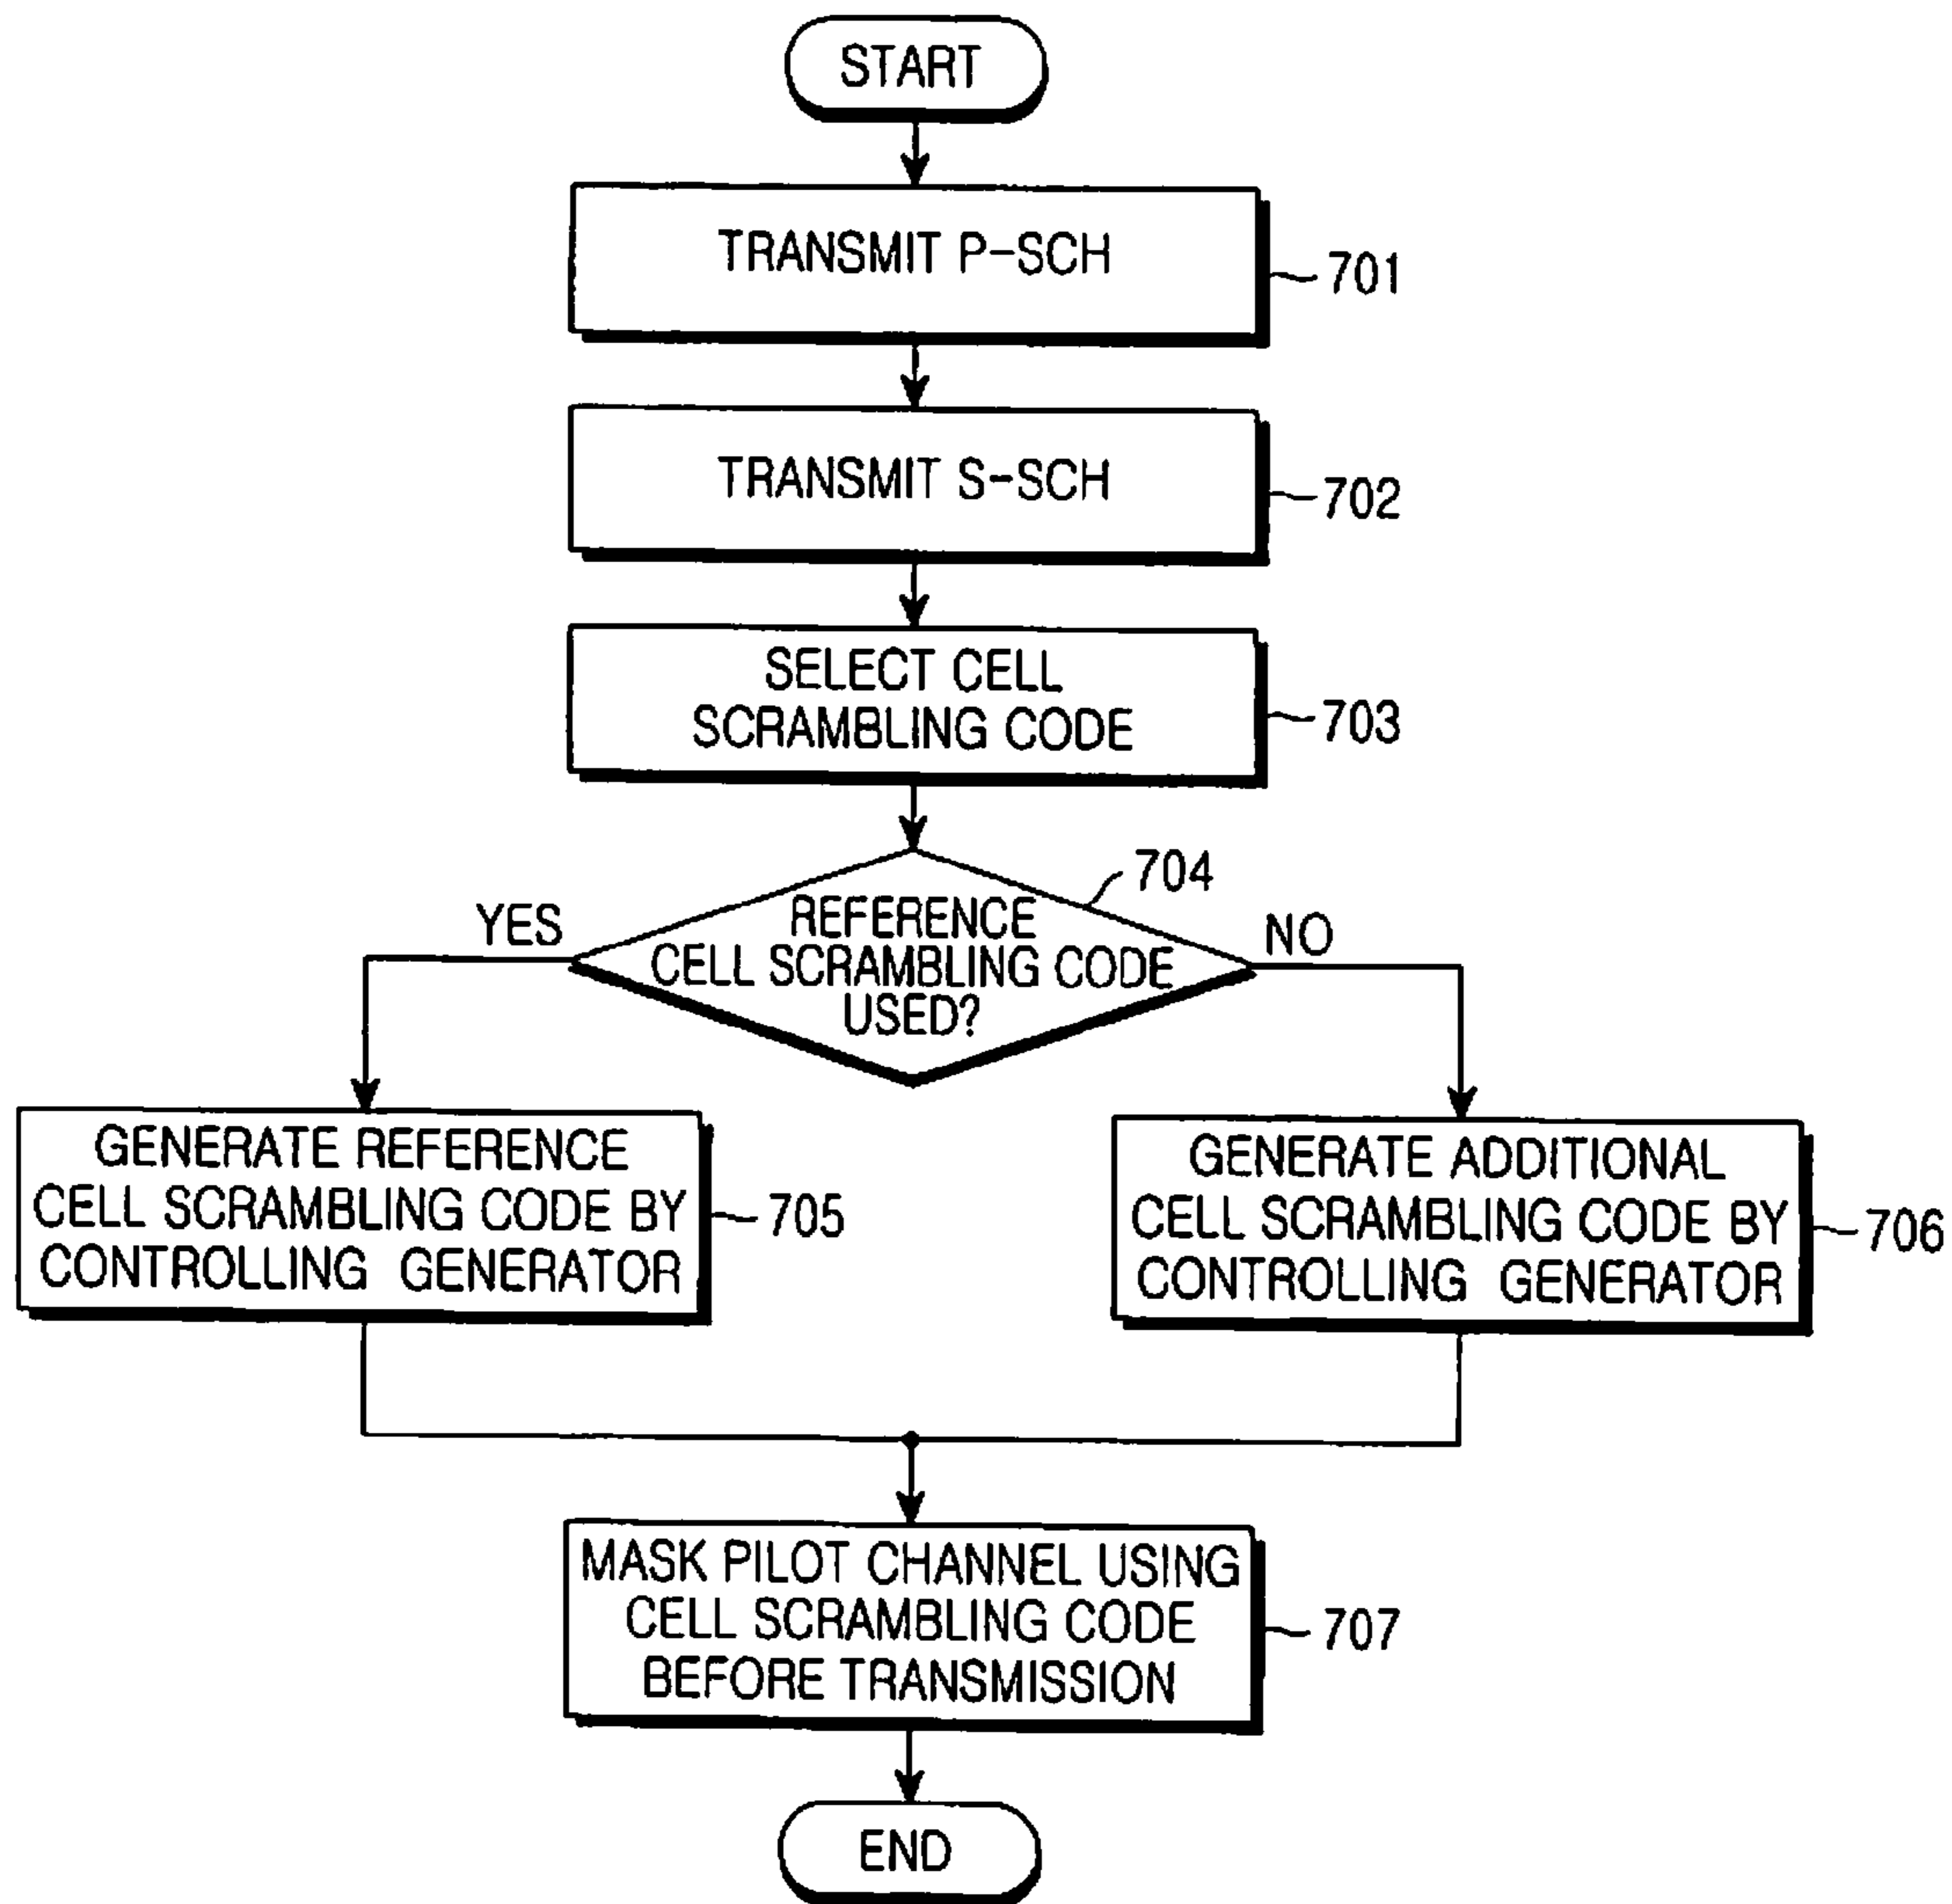 START
TRANSMIT P-SCH
701
TRANSMIT S-SCH
702
SELECT CELL
SCRAMBLING CODE
703
704
REFERENCE
CELL SCRAMBLING CODE
USED?
YES
NO
GENERATE REFERENCE
CELL SCRAMBLING CODE BY
CONTROLLING GENERATOR
705
GENERATE ADDITIONAL
CELL SCRAMBLING CODE BY
CONTROLLING GENERATOR
706
MASK PILOT CHANNEL USING
CELL SCRAMBLING CODE
BEFORE TRANSMISSION
707
END